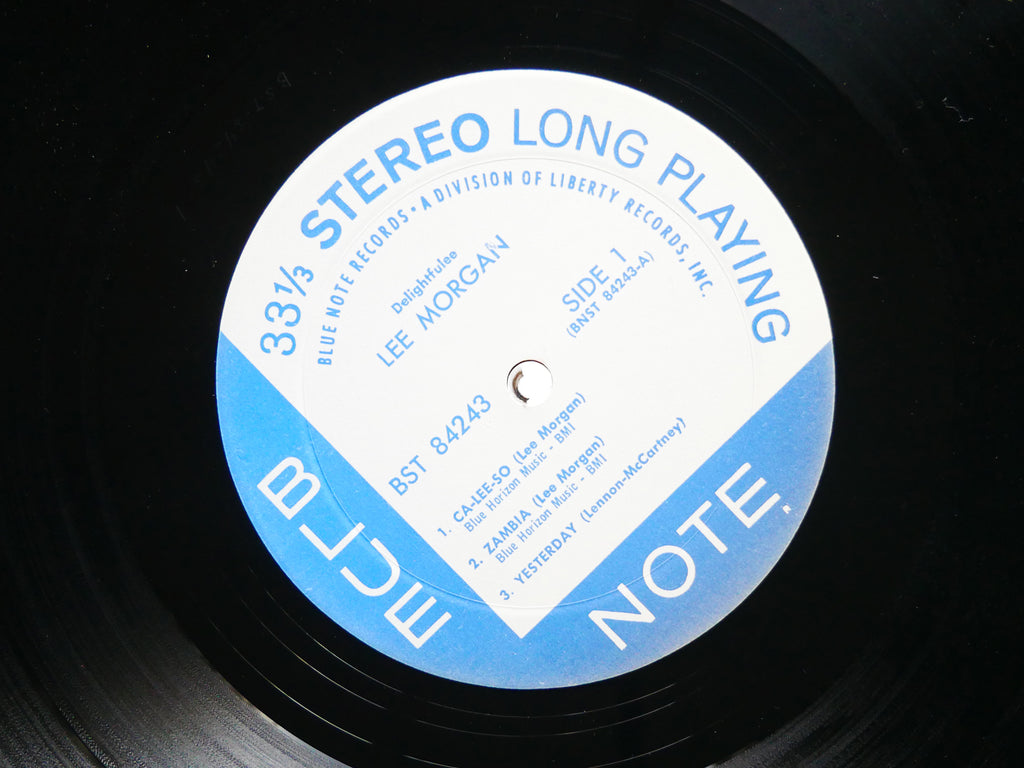 33⅓ STEREO LONG PLAYING
BLUE NOTE RECORDS • A DIVISION OF LIBERTY RECORDS, INC.
Delightfulee
LEE MORGAN
SIDE 1
(BNST 84243-A)
BST 84243
1. CA-LEE-SO (Lee Morgan)
Blue Horizon Music - BMI
2. ZAMBIA (Lee Morgan)
Blue Horizon Music - BMI
3. YESTERDAY (Lennon-McCartney)
BLUE
NOTE